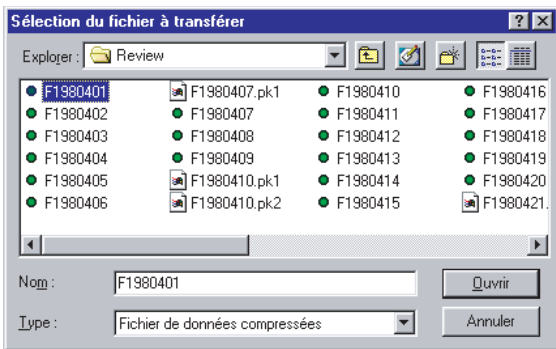 Sélection du fichier à transférer
Explorer : Review
F1980401 F1980407.pk1 F1980410 F1980416
F1980402 F1980407 F1980411 F1980417
F1980403 F1980408 F1980412 F1980418
F1980404 F1980409 F1980413 F1980419
F1980405 F1980410.pk1 F1980414 F1980420
F1980406 F1980410.pk2 F1980415 F1980421.
Nom : F1980401 Ouvrir
Type : Fichier de données compressées Annuler